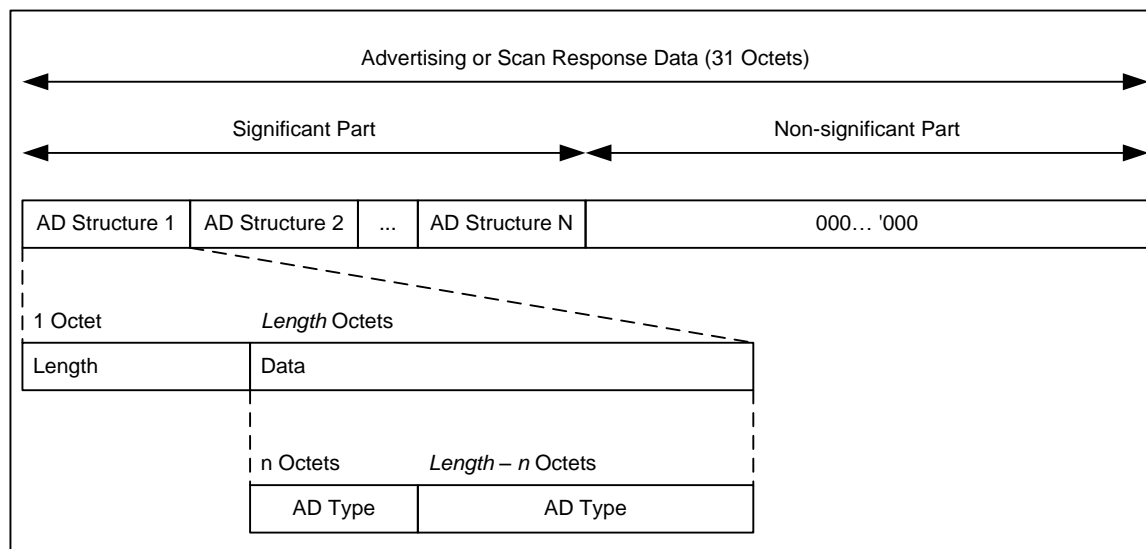 Advertising or Scan Response Data (31 Octets)
Significant Part Non-significant Part
AD Structure 1 AD Structure 2 ... AD Structure N 000… '000
1 Octet Length Octets
Length Data
n Octets Length – n Octets
AD Type AD Type